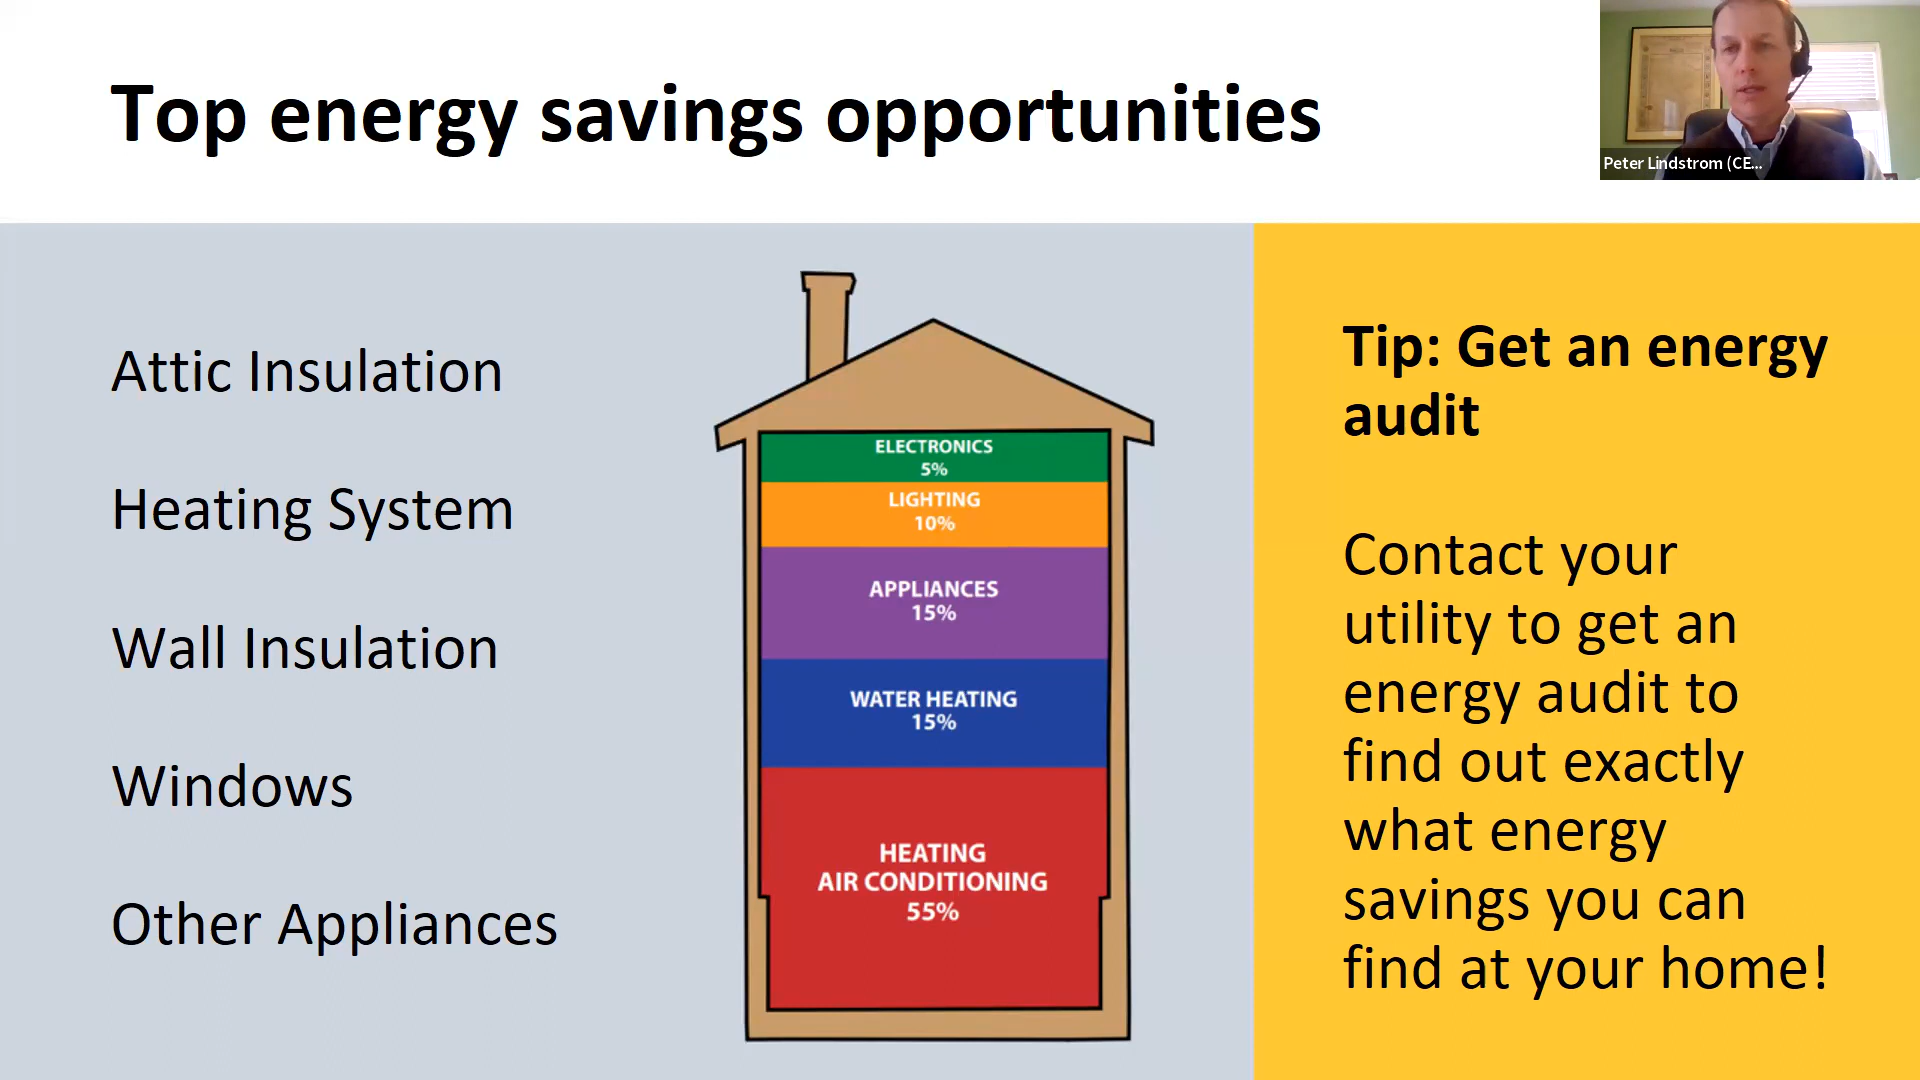 Top energy savings opportunities
Peter Lindstrom (CE...
Attic Insulation
Heating System
Wall Insulation
Windows
Other Appliances
ELECTRONICS
5%
LIGHTING
10%
APPLIANCES
15%
WATER HEATING
15%
HEATING
AIR CONDITIONING
55%
Tip: Get an energy
audit
Contact your
utility to get an
energy audit to
find out exactly
what energy
savings you can
find at your home!